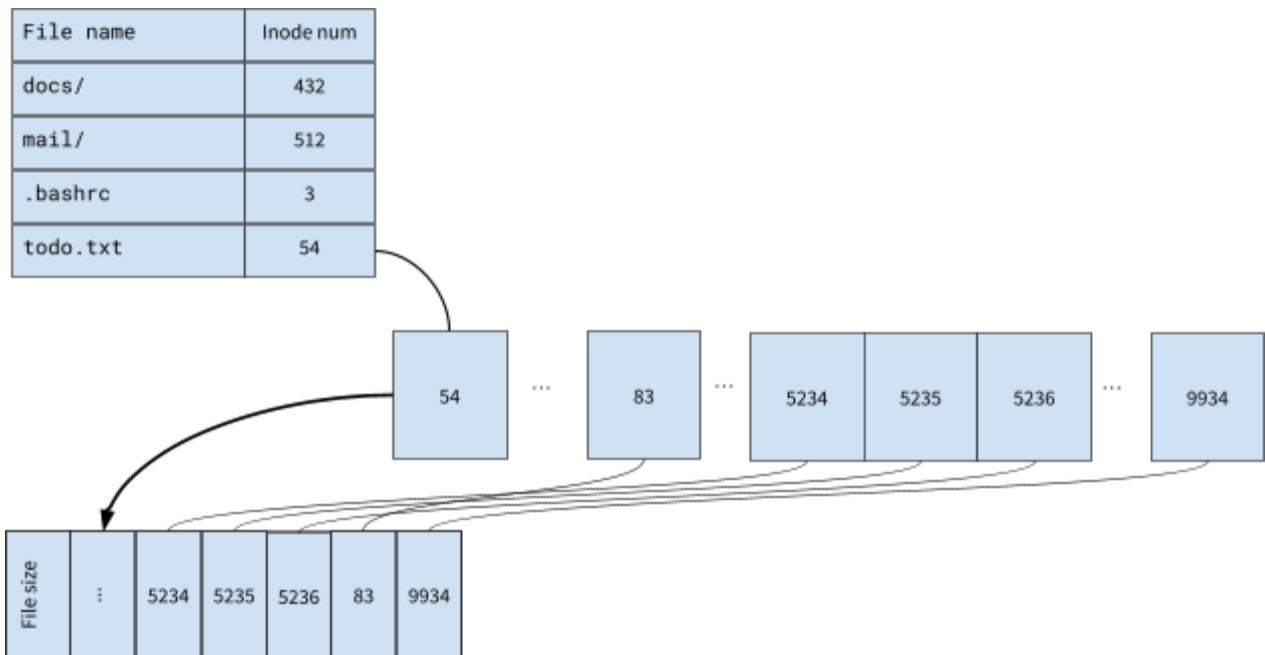 File name Inode num
docs/ 432
mail/ 512
.bashrc 3
todo.txt 54
54 ... 83 ... 5234 5235 5236 ... 9934
File size ... 5234 5235 5236 83 9934